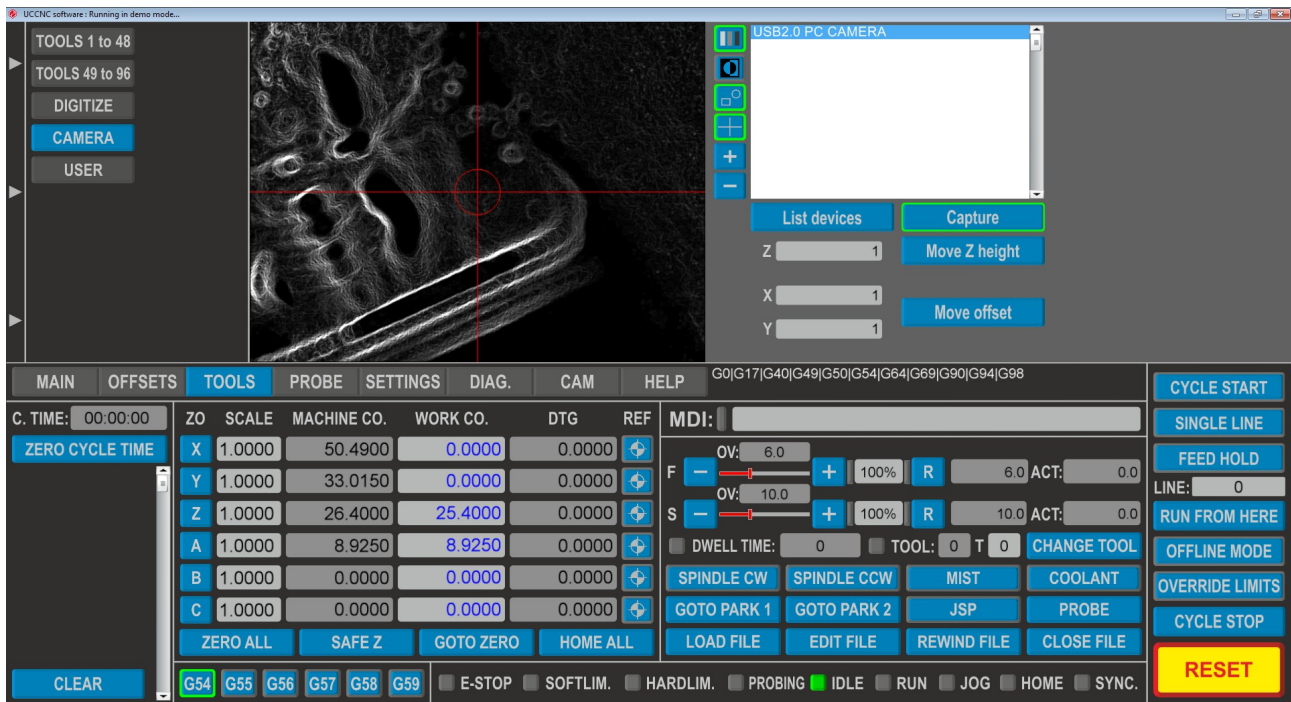 UCCNC software : Running in demo mode...
TOOLS 1 to 48
TOOLS 49 to 96
DIGITIZE
CAMERA
USER
USB2.0 PC CAMERA
+
−
List devices Capture
Z 1 Move Z height
X 1
Move offset
Y 1
MAIN OFFSETS TOOLS PROBE SETTINGS DIAG. CAM HELP
G0|G17|G40|G49|G50|G54|G64|G69|G90|G94|G98
C. TIME: 00:00:00
ZERO CYCLE TIME
CLEAR
ZO SCALE MACHINE CO. WORK CO. DTG REF
X 1.0000 50.4900 0.0000 0.0000
Y 1.0000 33.0150 0.0000 0.0000
Z 1.0000 26.4000 25.4000 0.0000
A 1.0000 8.9250 8.9250 0.0000
B 1.0000 0.0000 0.0000 0.0000
C 1.0000 0.0000 0.0000 0.0000
ZERO ALL SAFE Z GOTO ZERO HOME ALL
MDI:
OV: 6.0
F − + 100% R 6.0 ACT: 0.0
OV: 10.0
S − + 100% R 10.0 ACT: 0.0
DWELL TIME: 0 TOOL: 0 T 0 CHANGE TOOL
SPINDLE CW SPINDLE CCW MIST COOLANT
GOTO PARK 1 GOTO PARK 2 JSP PROBE
LOAD FILE EDIT FILE REWIND FILE CLOSE FILE
G54 G55 G56 G57 G58 G59 E-STOP SOFTLIM. HARDLIM. PROBING IDLE RUN JOG HOME SYNC.
CYCLE START
SINGLE LINE
FEED HOLD
LINE: 0
RUN FROM HERE
OFFLINE MODE
OVERRIDE LIMITS
CYCLE STOP
RESET